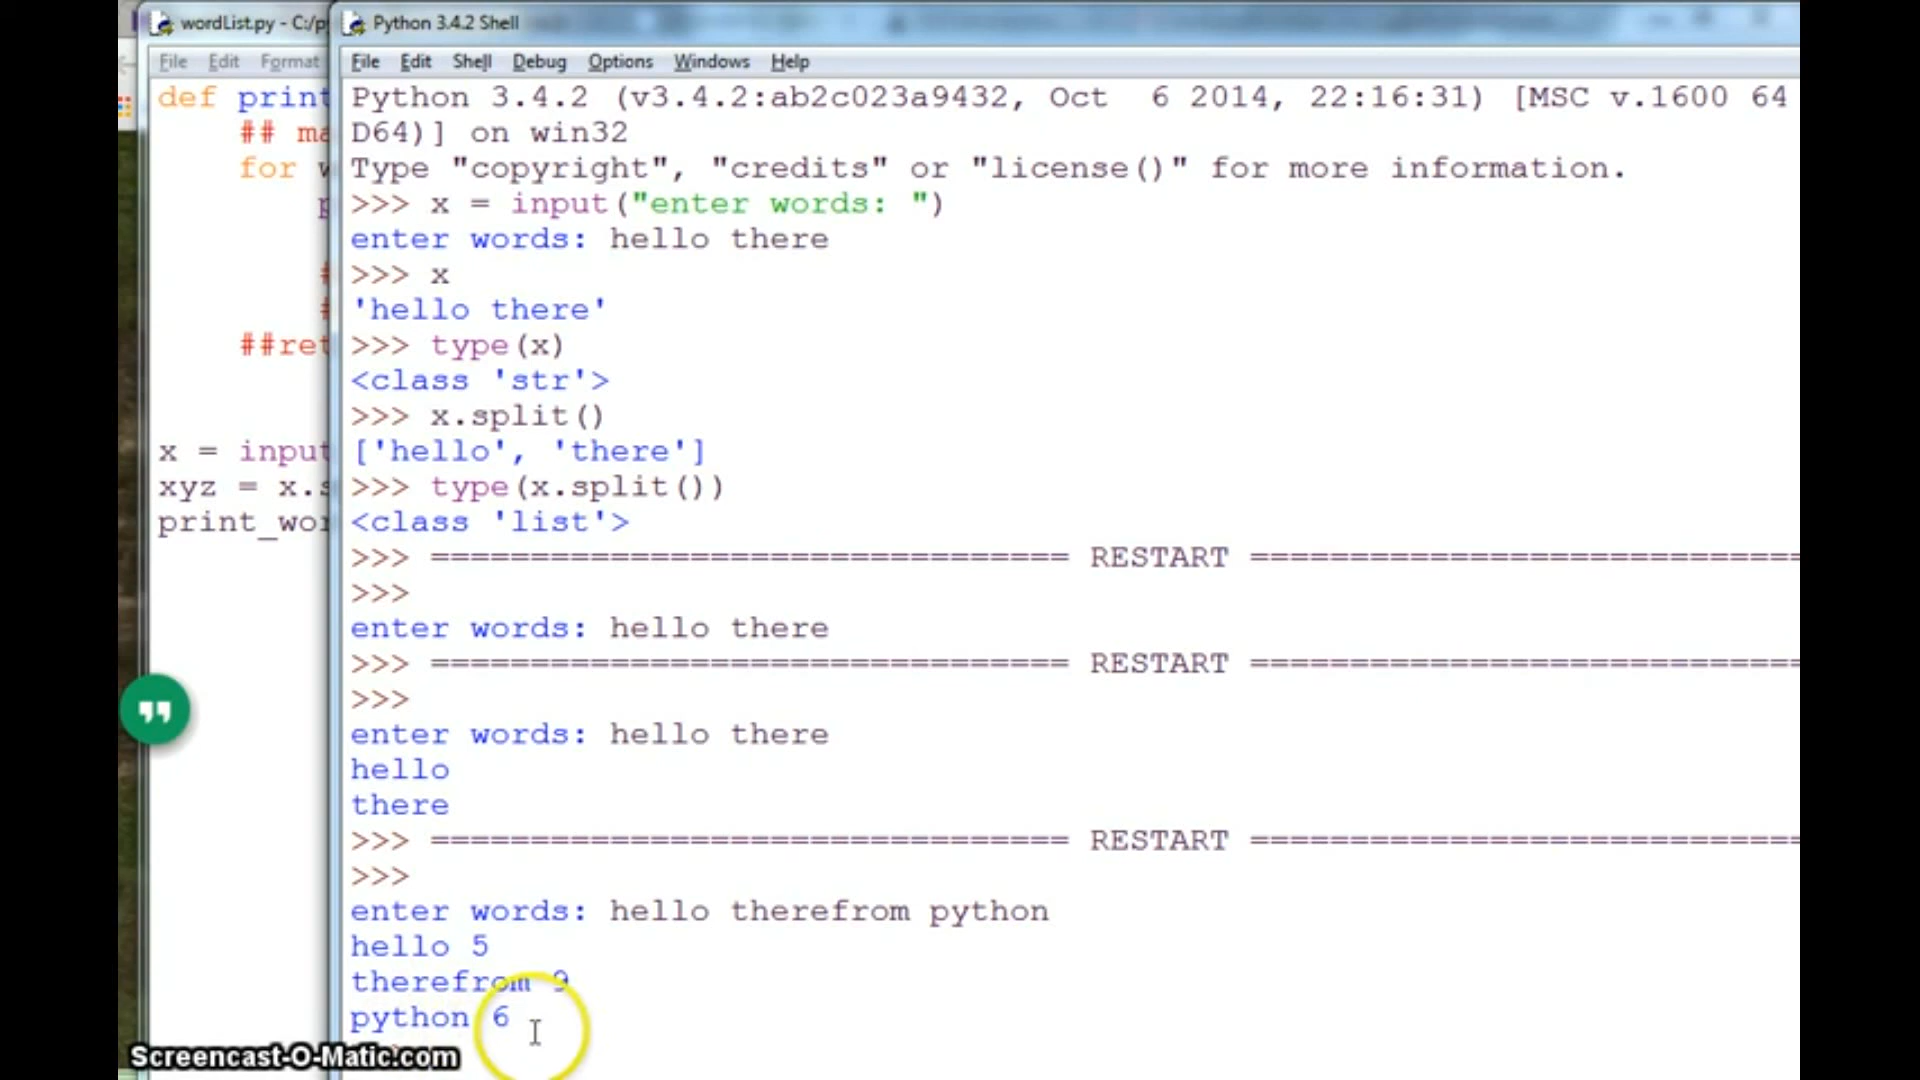 wordList.py - C:/py
File Edit Format
def print
## ma
for w
p
#
#
##ret
x = input
xyz = x.s
print_wor
Python 3.4.2 Shell
File Edit Shell Debug Options Windows Help
Python 3.4.2 (v3.4.2:ab2c023a9432, Oct  6 2014, 22:16:31) [MSC v.1600 64
D64)] on win32
Type "copyright", "credits" or "license()" for more information.
>>> x = input("enter words: ")
enter words: hello there
>>> x
'hello there'
>>> type(x)
<class 'str'>
>>> x.split()
['hello', 'there']
>>> type(x.split())
<class 'list'>
>>> ================================ RESTART ============================
>>>
enter words: hello there
>>> ================================ RESTART ============================
>>>
enter words: hello there
hello
there
>>> ================================ RESTART ============================
>>>
enter words: hello therefrom python
hello 5
therefrom 9
python 6
Screencast-O-Matic.com